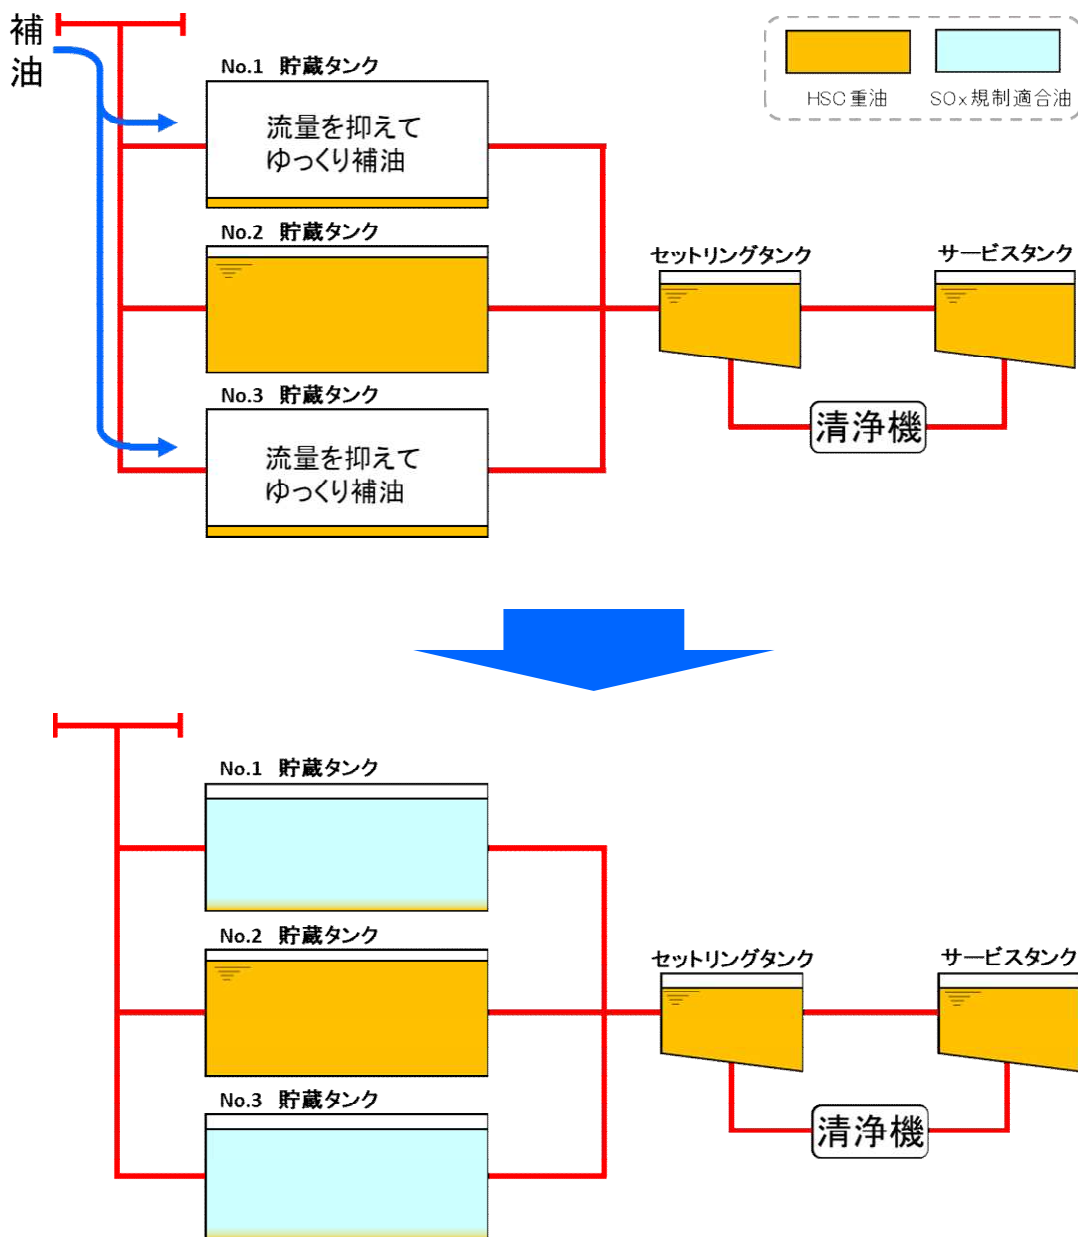 補
油
No.1 貯蔵タンク
流量を抑えて
ゆっくり補油
HSC重油
SOx規制適合油
No.2 貯蔵タンク
セットリングタンク
サービスタンク
No.3 貯蔵タンク
流量を抑えて
ゆっくり補油
清浄機
No.1 貯蔵タンク
No.2 貯蔵タンク
セットリングタンク
サービスタンク
No.3 貯蔵タンク
清浄機